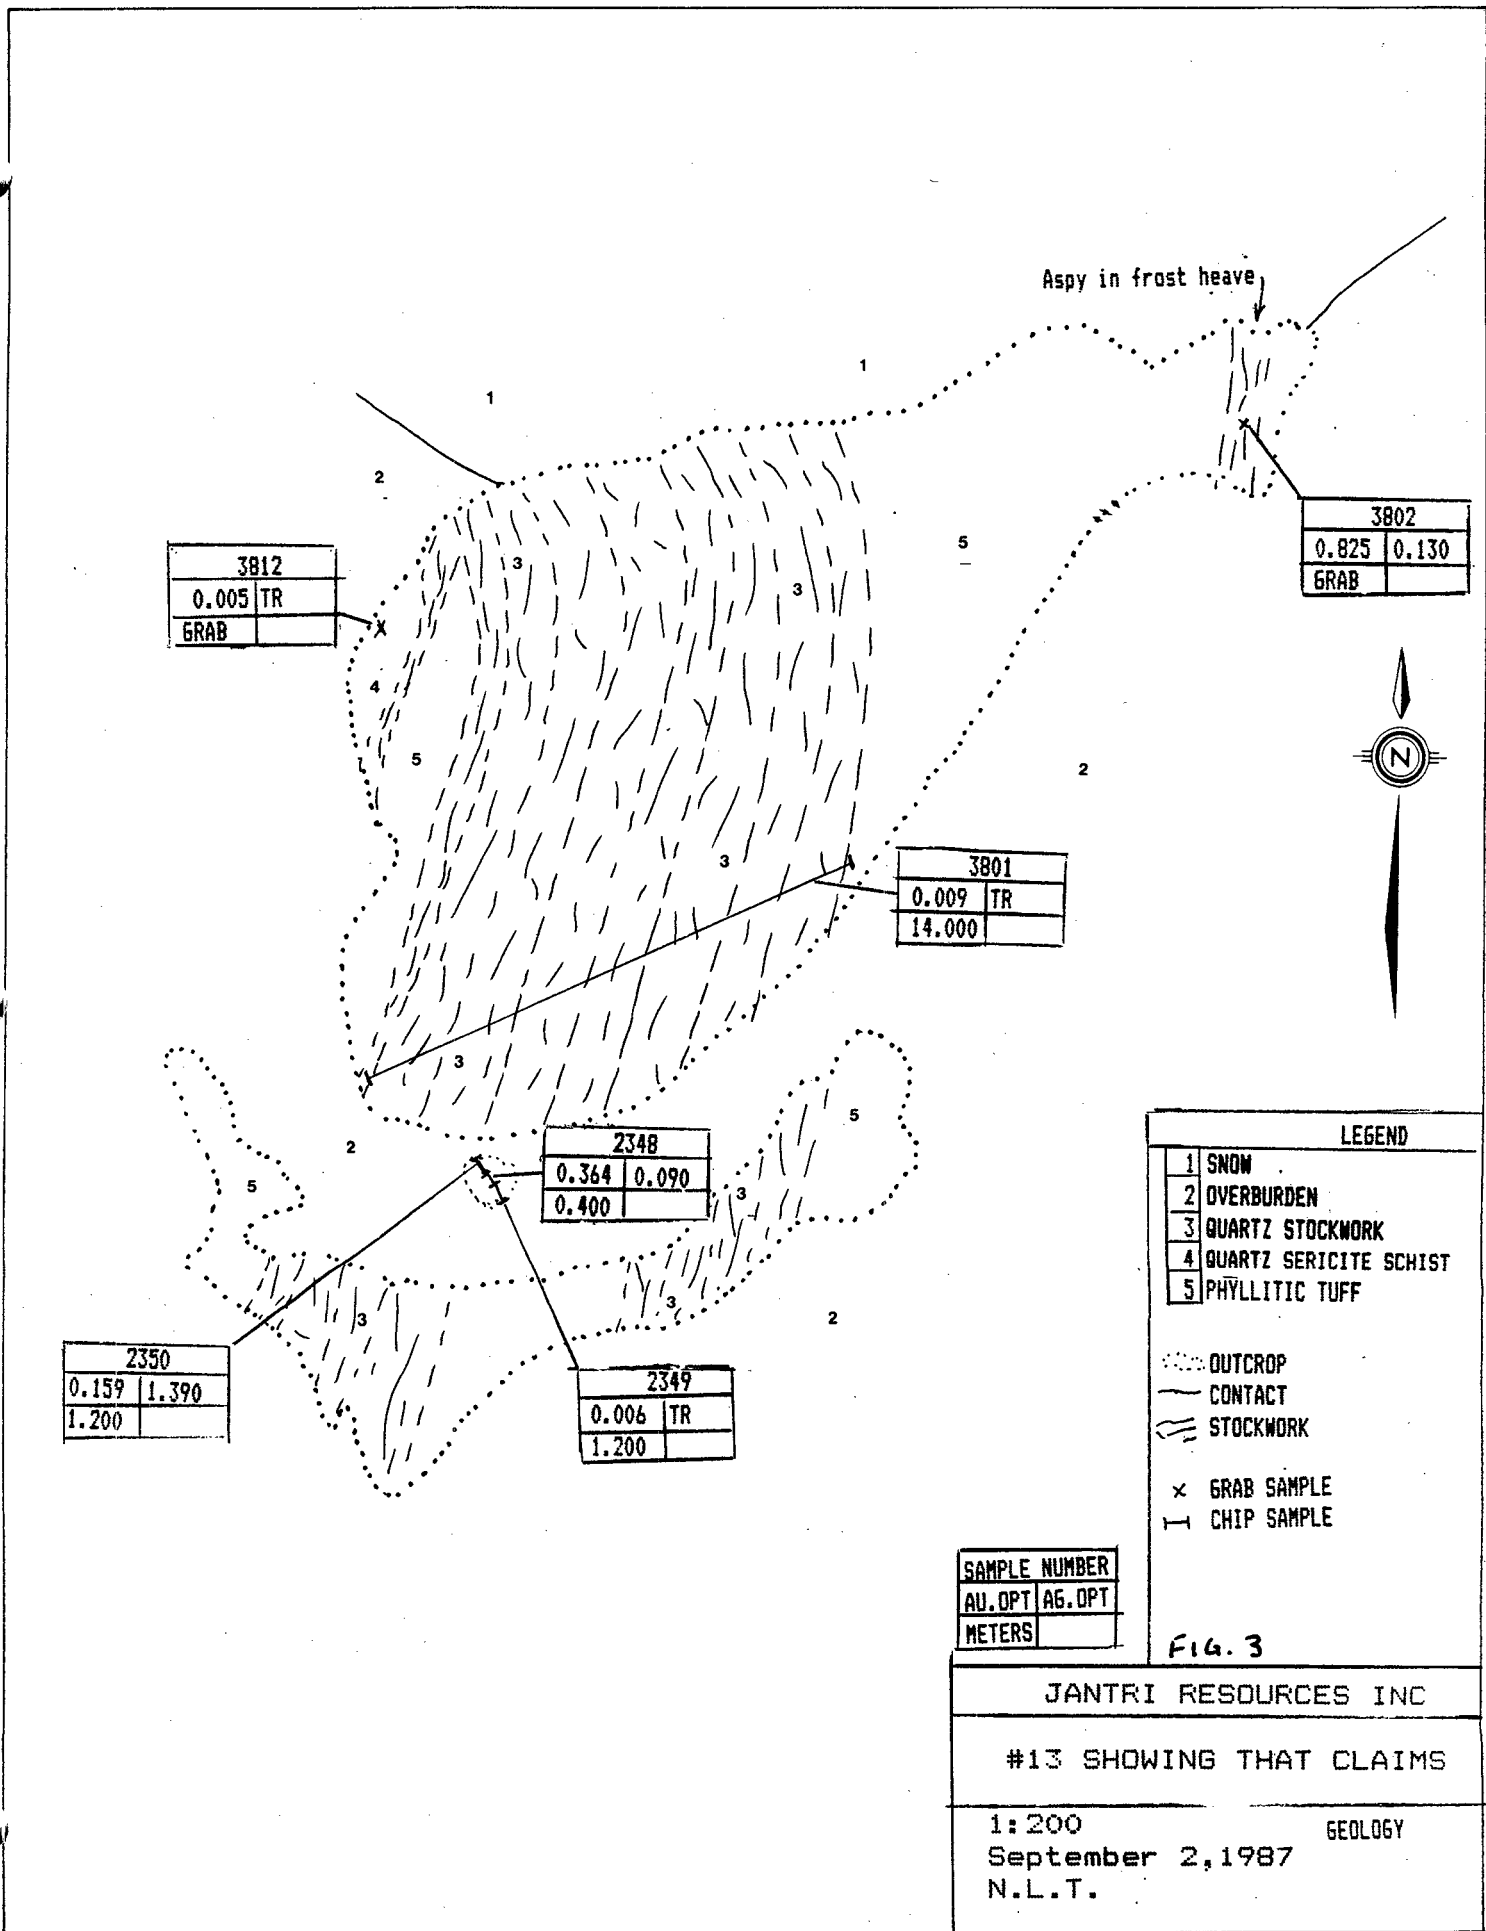 Aspy in frost heave
1
1
2
3812
0.005 TR
GRAB
3
3
5
3802
0.825 0.130
GRAB
4
5
2
N
3
3801
0.009 TR
14.000
3
2
5
5
2348
0.364 0.090
0.400
3
3
3
2
2350
0.159 1.390
1.200
2349
0.006 TR
1.200
LEGEND
1 SNOW
2 OVERBURDEN
3 QUARTZ STOCKWORK
4 QUARTZ SERICITE SCHIST
5 PHYLLITIC TUFF
OUTCROP
CONTACT
STOCKWORK
x GRAB SAMPLE
CHIP SAMPLE
SAMPLE NUMBER
AU.OPT AG.OPT
METERS
FIG. 3
JANTRI RESOURCES INC
#13 SHOWING THAT CLAIMS
1:200 GEOLOGY
September 2,1987
N.L.T.